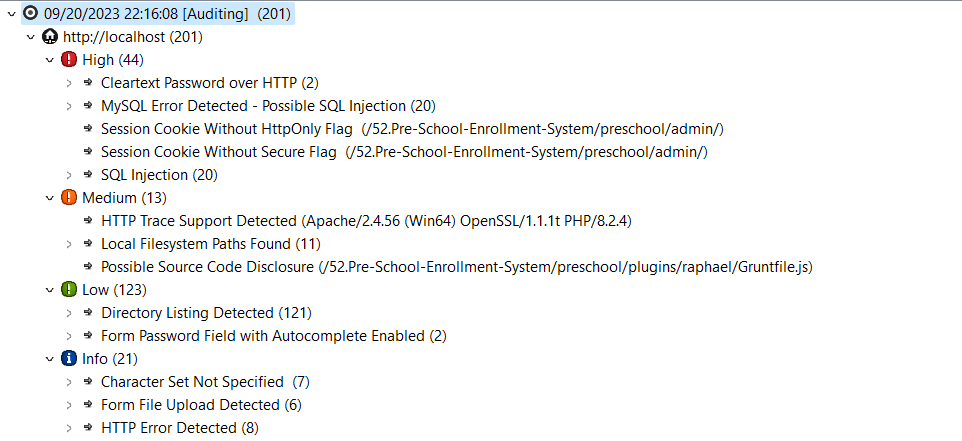 09/20/2023 22:16:08 [Auditing] (201)
http://localhost (201)
High (44)
Cleartext Password over HTTP (2)
MySQL Error Detected - Possible SQL Injection (20)
Session Cookie Without HttpOnly Flag (/52.Pre-School-Enrollment-System/preschool/admin/)
Session Cookie Without Secure Flag (/52.Pre-School-Enrollment-System/preschool/admin/)
SQL Injection (20)
Medium (13)
HTTP Trace Support Detected (Apache/2.4.56 (Win64) OpenSSL/1.1.1t PHP/8.2.4)
Local Filesystem Paths Found (11)
Possible Source Code Disclosure (/52.Pre-School-Enrollment-System/preschool/plugins/raphael/Gruntfile.js)
Low (123)
Directory Listing Detected (121)
Form Password Field with Autocomplete Enabled (2)
Info (21)
Character Set Not Specified (7)
Form File Upload Detected (6)
HTTP Error Detected (8)